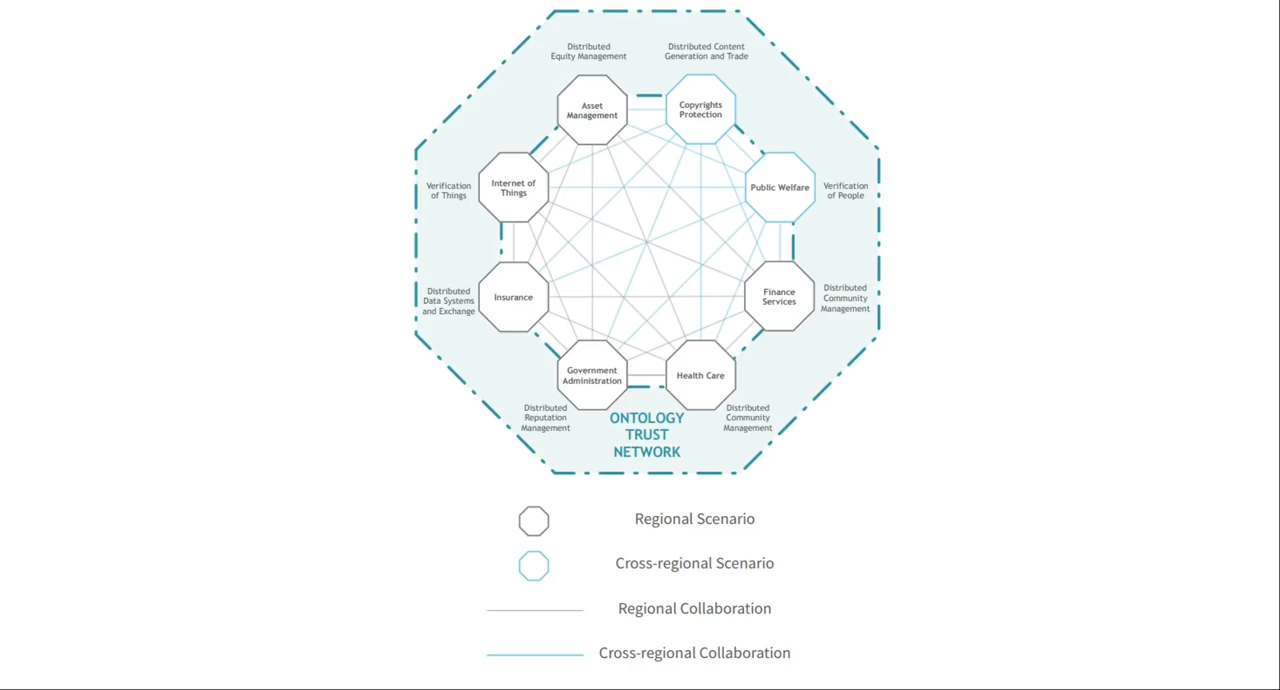 Distributed
Equity Management
Distributed Content
Generation and Trade
Asset
Management
Copyrights
Protection
Verification
of Things
Internet of
Things
Public Welfare
Verification
of People
Distributed
Data Systems
and Exchange
Insurance
Finance
Services
Distributed
Community
Management
Government
Administration
Health Care
Distributed
Reputation
Management
ONTOLOGY
TRUST
NETWORK
Distributed
Community
Management
Regional Scenario
Cross-regional Scenario
Regional Collaboration
Cross-regional Collaboration